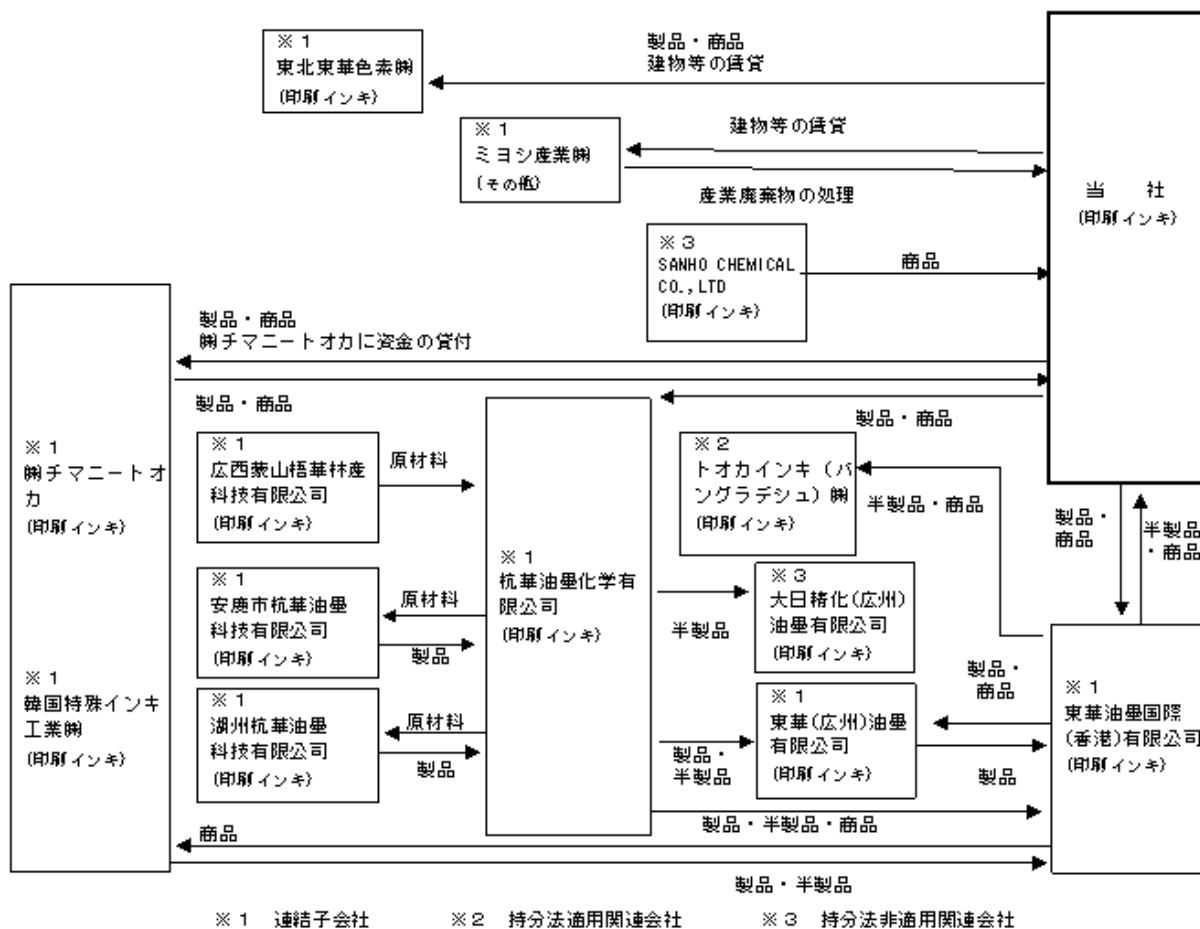 ※1
東北東華色素㈱
(印刷インキ)
製品・商品
建物等の賃貸
※1
ミヨシ産業㈱
(その他)
建物等の賃貸
産業廃棄物の処理
当　社
(印刷インキ)
※3
SANHO CHEMICAL
CO.,LTD
(印刷インキ)
商品
製品・商品
㈱チマニートオカに資金の貸付
製品・商品
製品・商品
※1
㈱チマニートオ
カ
(印刷インキ)
※1
韓国特殊インキ
工業㈱
(印刷インキ)
※1
広西蒙山梧華林産
科技有限公司
(印刷インキ)
原材料
※1
安慶市杭華油墨
科技有限公司
(印刷インキ)
原材料
製品
※1
湖州杭華油墨
科技有限公司
(印刷インキ)
原材料
製品
※1
杭華油墨化学有
限公司
(印刷インキ)
※2
トオカインキ（バ
ングラデシュ）㈱
(印刷インキ)
半製品・商品
製品・
商品
半製品
・商品
※3
大日精化(広州)
油墨有限公司
(印刷インキ)
半製品
※1
東華(広州)油墨
有限公司
(印刷インキ)
製品・
半製品
製品・
商品
製品
※1
東華油墨国際
(香港)有限公司
(印刷インキ)
製品・半製品・商品
商品
製品・半製品
※1　連結子会社
※2　持分法適用関連会社
※3　持分法非適用関連会社